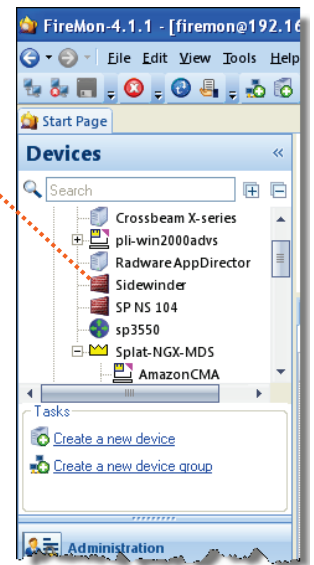 FireMon-4.1.1 - [firemon@192.16
File Edit View Tools Help
Start Page
Devices
Search
Crossbeam X-series
pli-win2000advs
Radware AppDirector
Sidewinder
SP NS 104
sp3550
Splat-NGX-MDS
AmazonCMA
Tasks
Create a new device
Create a new device group
Administration